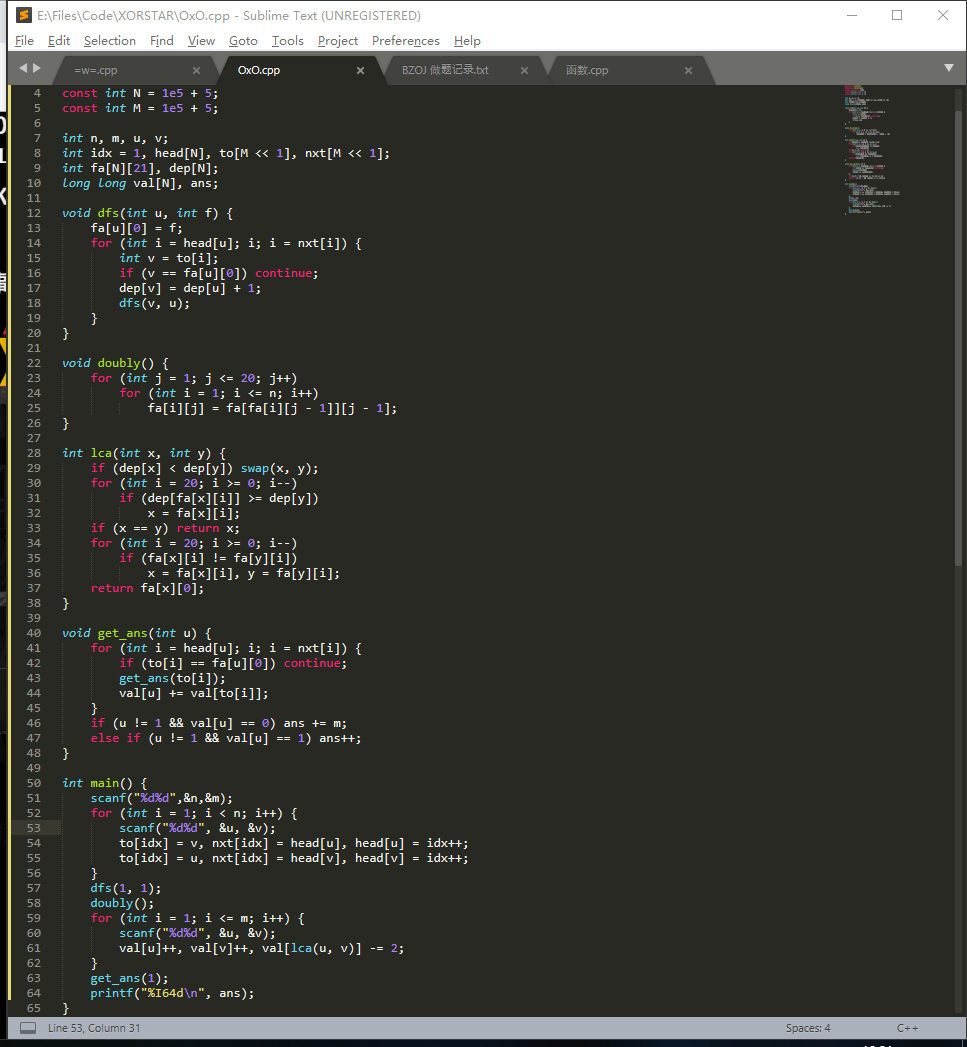 E:\Files\Code\XORSTAR\OxO.cpp - Sublime Text (UNREGISTERED)
File Edit Selection Find View Goto Tools Project Preferences Help
=w=.cpp OxO.cpp BZOJ 做题记录.txt 函数.cpp
4 const int N = 1e5 + 5;
5 const int M = 1e5 + 5;
6
7 int n, m, u, v;
8 int idx = 1, head[N], to[M << 1], nxt[M << 1];
9 int fa[N][21], dep[N];
10 long long val[N], ans;
11
12 void dfs(int u, int f) {
13     fa[u][0] = f;
14     for (int i = head[u]; i; i = nxt[i]) {
15         int v = to[i];
16         if (v == fa[u][0]) continue;
17         dep[v] = dep[u] + 1;
18         dfs(v, u);
19     }
20 }
21
22 void doubly() {
23     for (int j = 1; j <= 20; j++)
24         for (int i = 1; i <= n; i++)
25             fa[i][j] = fa[fa[i][j - 1]][j - 1];
26 }
27
28 int lca(int x, int y) {
29     if (dep[x] < dep[y]) swap(x, y);
30     for (int i = 20; i >= 0; i--)
31         if (dep[fa[x][i]] >= dep[y])
32             x = fa[x][i];
33     if (x == y) return x;
34     for (int i = 20; i >= 0; i--)
35         if (fa[x][i] != fa[y][i])
36             x = fa[x][i], y = fa[y][i];
37     return fa[x][0];
38 }
39
40 void get_ans(int u) {
41     for (int i = head[u]; i; i = nxt[i]) {
42         if (to[i] == fa[u][0]) continue;
43         get_ans(to[i]);
44         val[u] += val[to[i]];
45     }
46     if (u != 1 && val[u] == 0) ans += m;
47     else if (u != 1 && val[u] == 1) ans++;
48 }
49
50 int main() {
51     scanf("%d%d",&n,&m);
52     for (int i = 1; i < n; i++) {
53         scanf("%d%d", &u, &v);
54         to[idx] = v, nxt[idx] = head[u], head[u] = idx++;
55         to[idx] = u, nxt[idx] = head[v], head[v] = idx++;
56     }
57     dfs(1, 1);
58     doubly();
59     for (int i = 1; i <= m; i++) {
60         scanf("%d%d", &u, &v);
61         val[u]++, val[v]++, val[lca(u, v)] -= 2;
62     }
63     get_ans(1);
64     printf("%I64d\n", ans);
65 }
Line 53, Column 31 Spaces: 4 C++